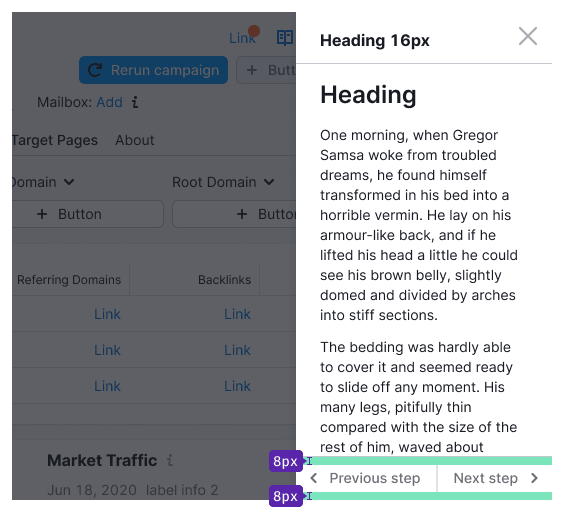 Link
Rerun campaign
+ Butt
Mailbox: Add i
Target Pages About
Domain
Root Domain
+ Button
+ Button
Referring Domains
Backlinks
Link
Link
Link
Link
Link
Link
Market Traffic i
Jun 18, 2020 label info 2
Heading 16px
Heading
One morning, when Gregor
Samsa woke from troubled
dreams, he found himself
transformed in his bed into a
horrible vermin. He lay on his
armour-like back, and if he
lifted his head a little he could
see his brown belly, slightly
domed and divided by arches
into stiff sections.
The bedding was hardly able
to cover it and seemed ready
to slide off any moment. His
many legs, pitifully thin
compared with the size of the
rest of him, waved about
8px
Previous step
Next step
8px